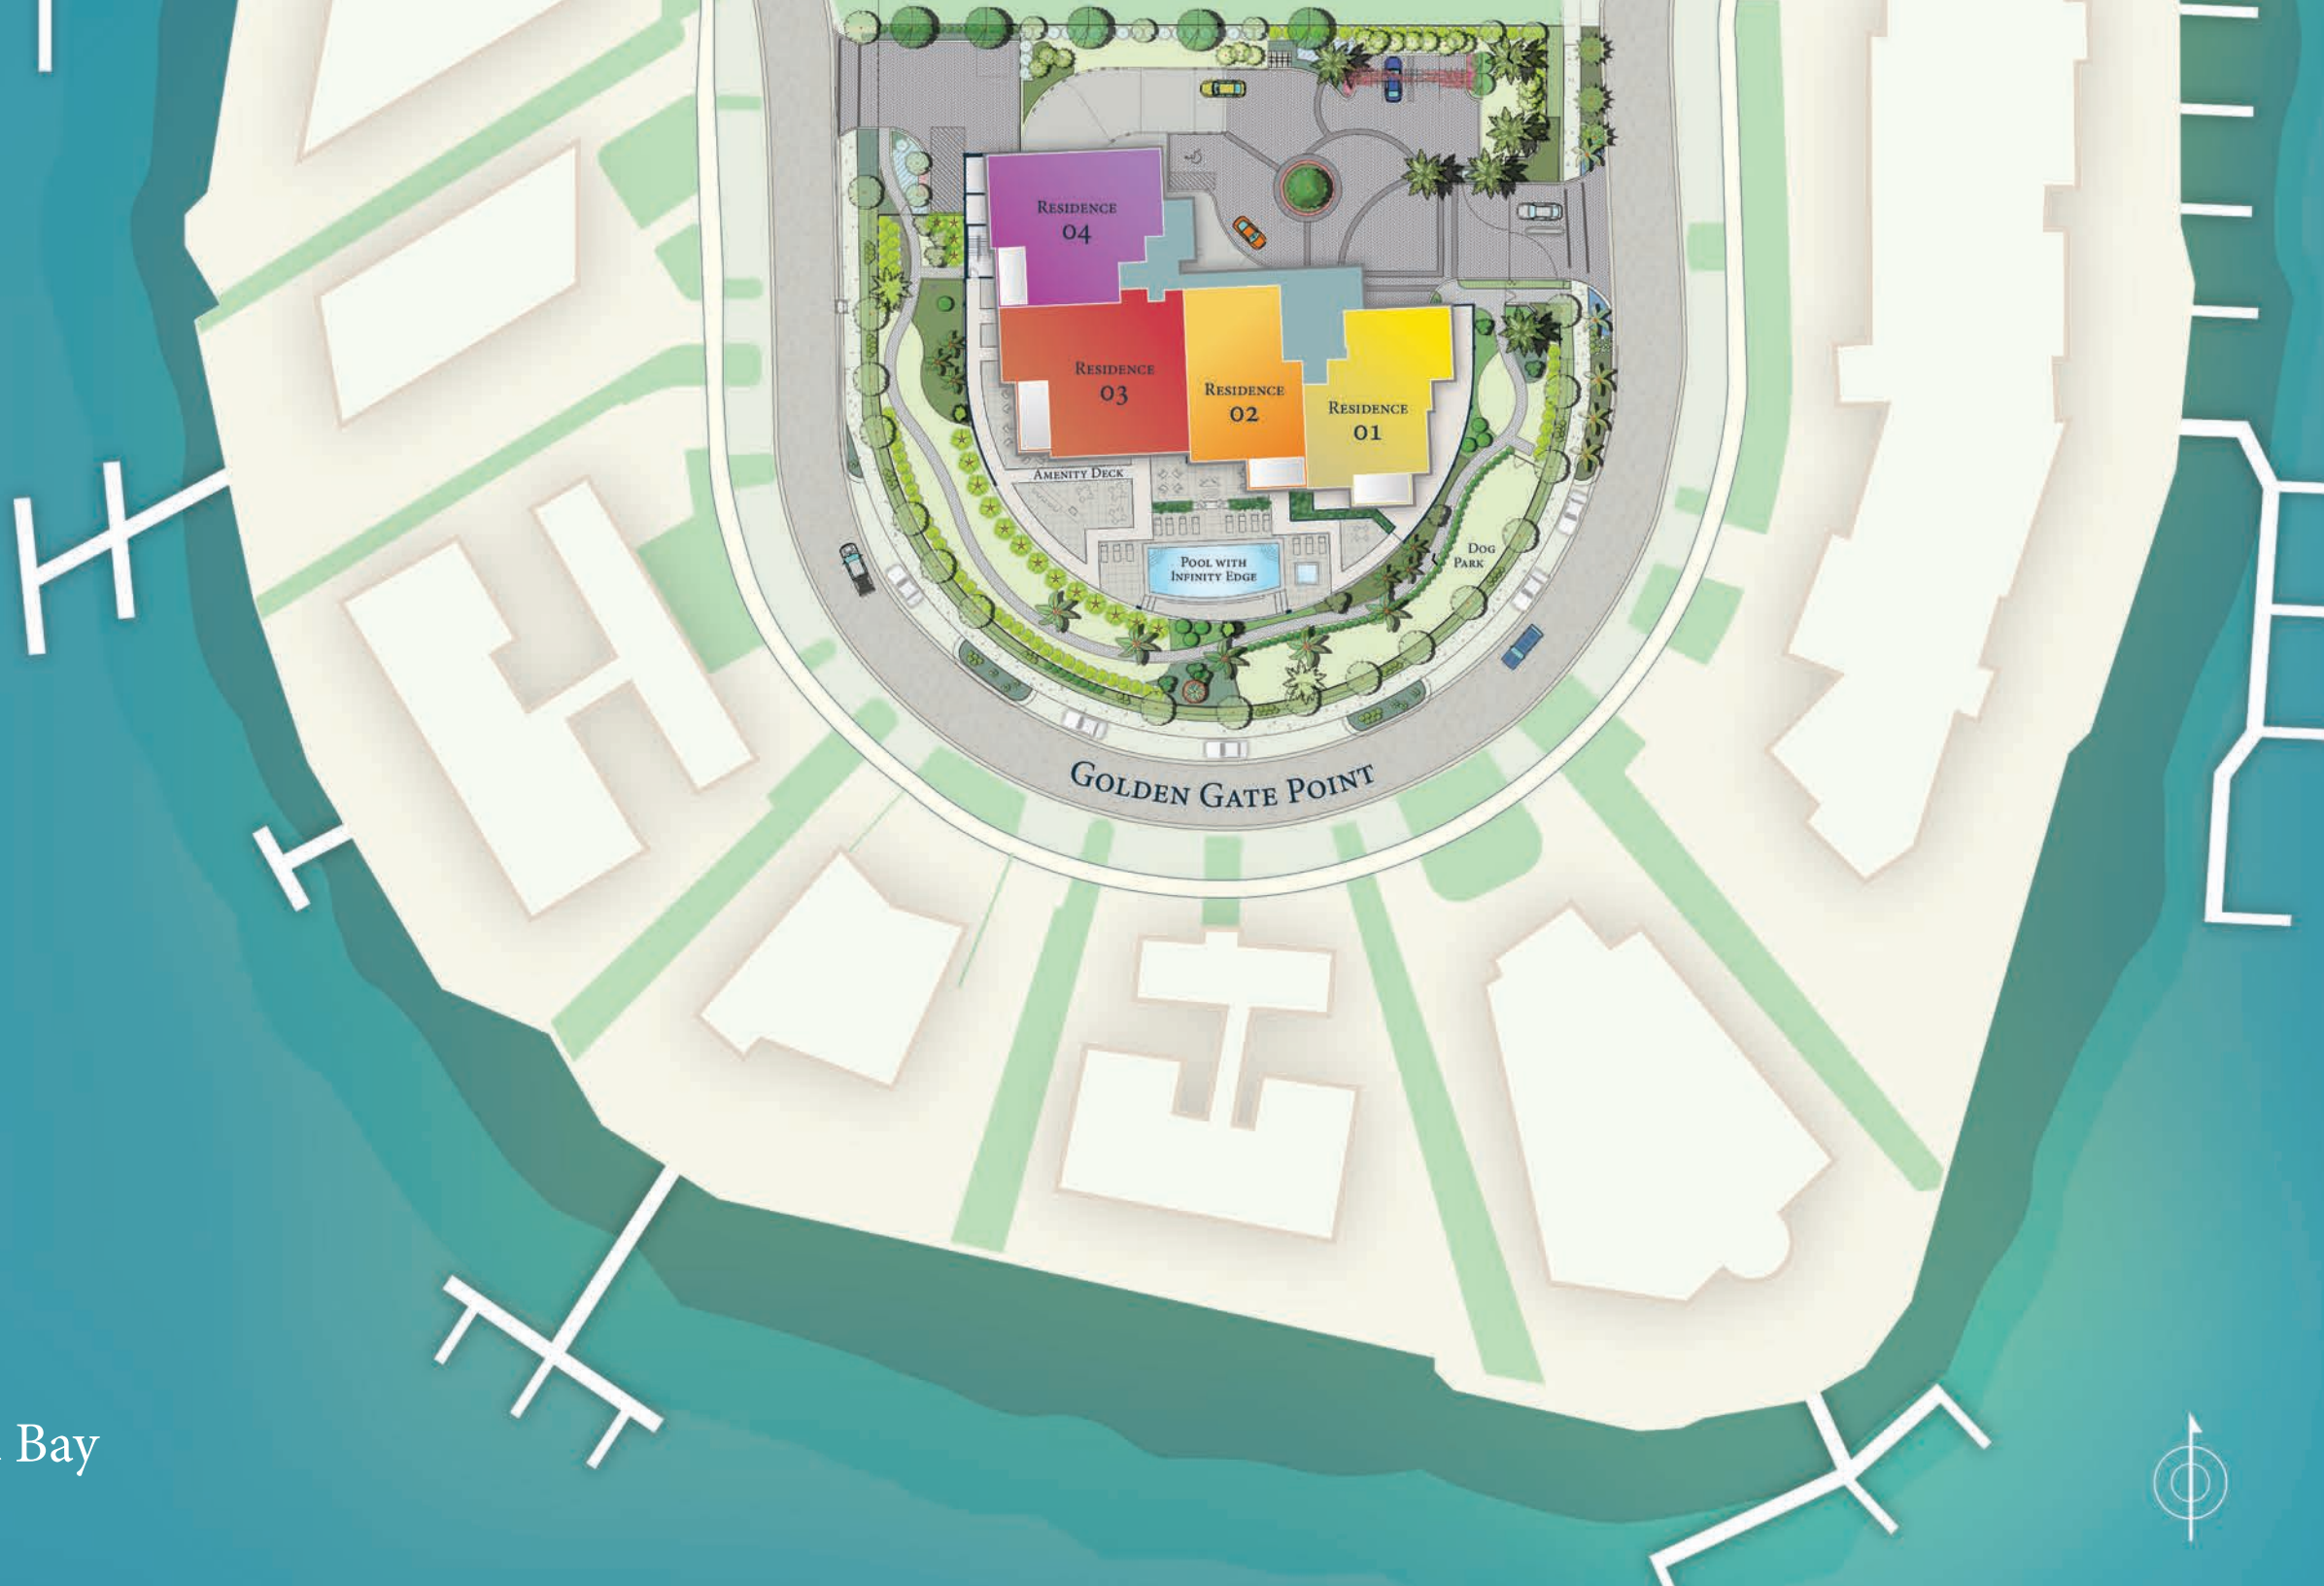 Residence
04
Residence
03
Residence
02
Residence
01
Amenity Deck
Pool with
Infinity Edge
Dog
Park
Golden Gate Point
Bay